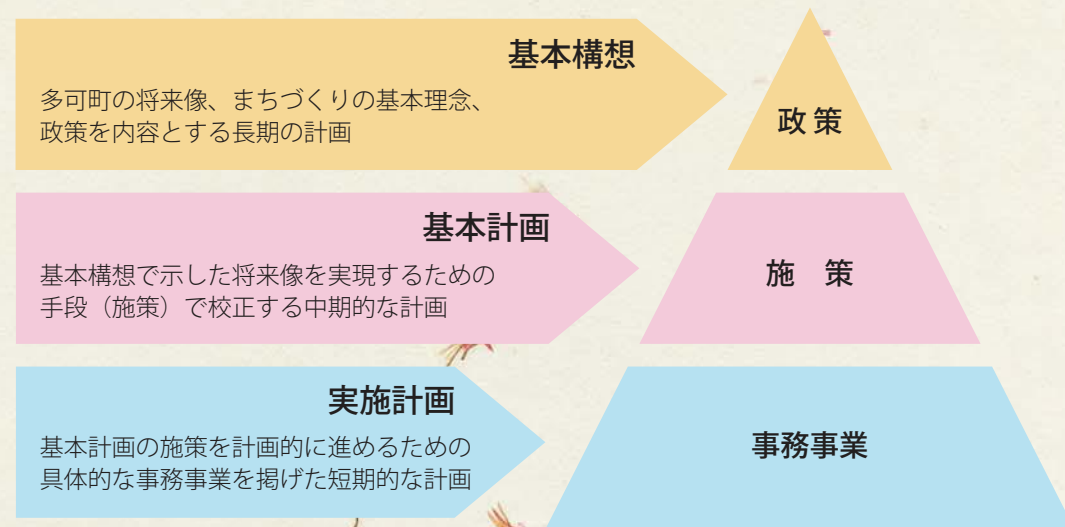 基本構想
多可町の将来像、まちづくりの基本理念、
政策を内容とする長期の計画
政策
基本計画
基本構想で示した将来像を実現するための
手段（施策）で校正する中期的な計画
施　策
実施計画
基本計画の施策を計画的に進めるための
具体的な事務事業を掲げた短期的な計画
事務事業